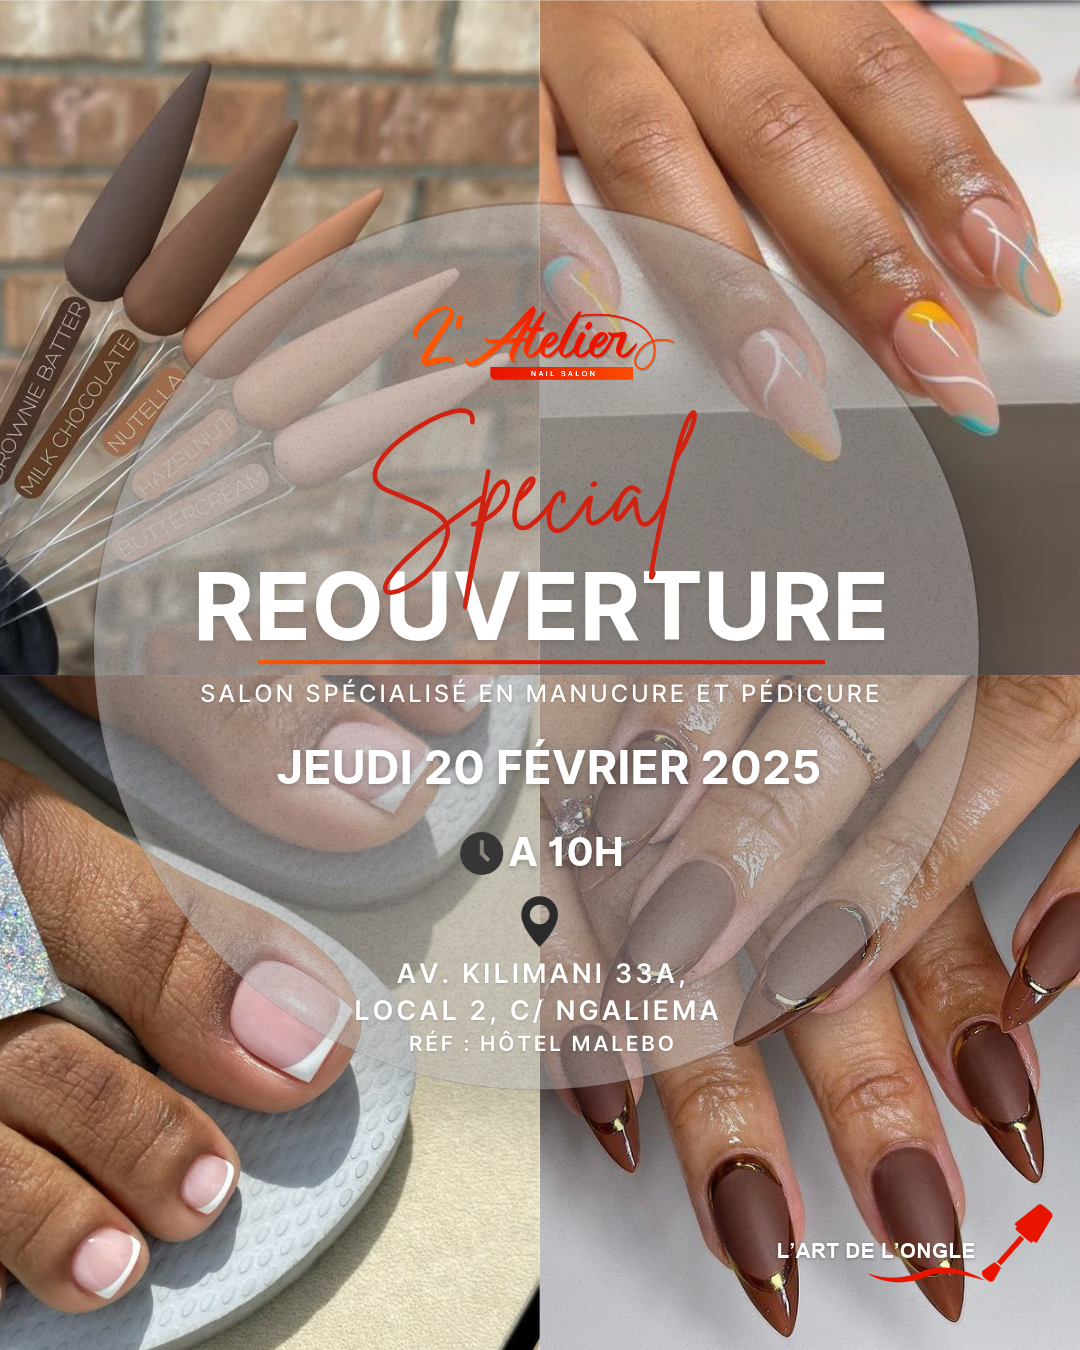 BROWNIE BATTER
MILK CHOCOLATE
NUTELLA
HAZELNUT
BUTTERCREAM
L'Atelier
NAIL SALON
Special
REOUVERTURE
SALON SPÉCIALISÉ EN MANUCURE ET PÉDICURE
JEUDI 20 FÉVRIER 2025
A 10H
AV. KILIMANI 33A,
LOCAL 2, C/ NGALIEMA
RÉF : HÔTEL MALEBO
L'ART DE L'ONGLE